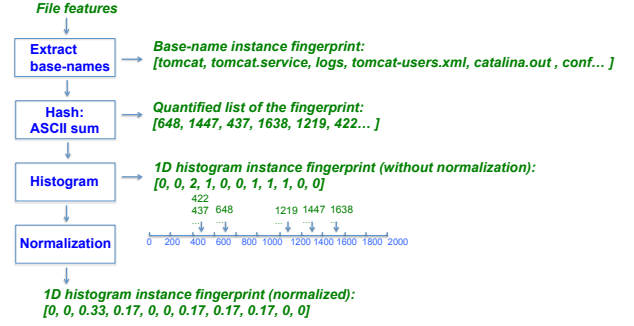 File features
Extract
base-names
Base-name instance fingerprint:
[tomcat, tomcat.service, logs, tomcat-users.xml, catalina.out , conf... ]
Hash:
ASCII sum
Quantified list of the fingerprint:
[648, 1447, 437, 1638, 1219, 422... ]
Histogram
1D histogram instance fingerprint (without normalization):
[0, 0, 2, 1, 0, 0, 1, 1, 1, 0, 0]
422
437 648 1219 1447 1638
... ... ... ... ...
Normalization
0 200 400 600 800 1000 1200 1400 1600 1800 2000
1D histogram instance fingerprint (normalized):
[0, 0, 0.33, 0.17, 0, 0, 0.17, 0.17, 0.17, 0, 0]